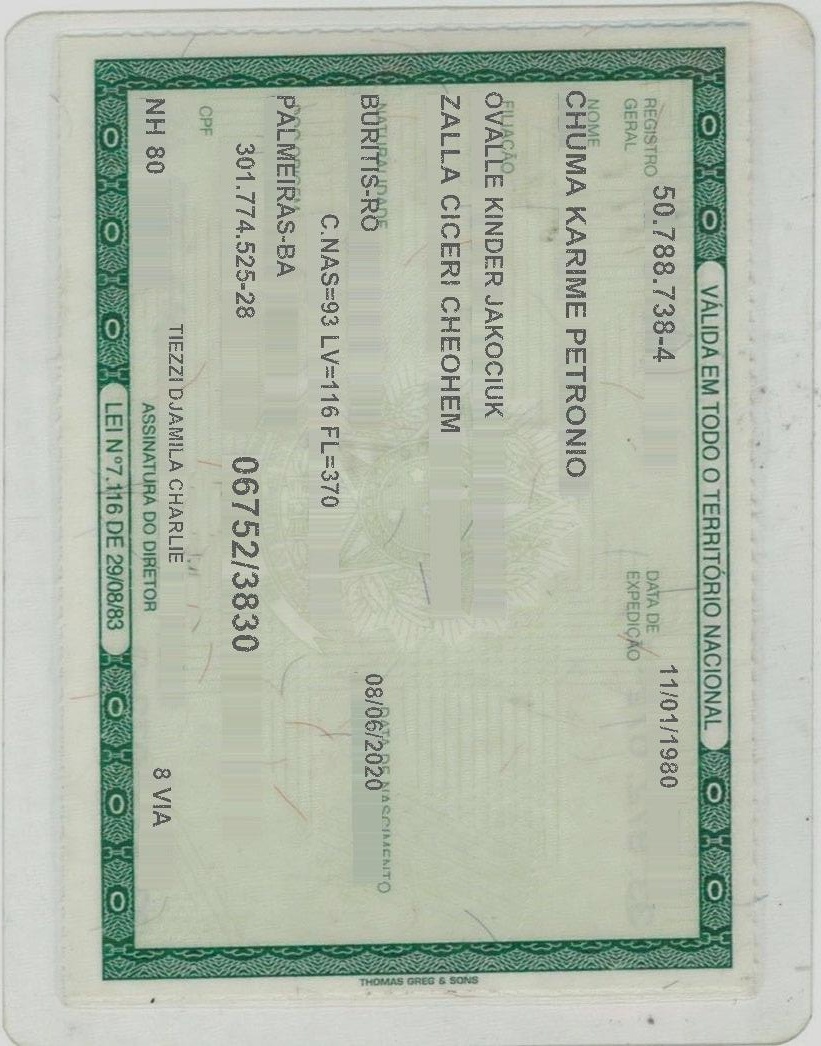 VÁLIDA EM TODO O TERRITÓRIO NACIONAL
REGISTRO GERAL 50.788.738-4 DATA DE EXPEDIÇÃO 11/01/1980
NOME
CHUMA KARIME PETRONIO
FILIAÇÃO
OVALLE KINDER JAKOCIUK
ZALLA CICERI CHEOHEM
NATURALIDADE DATA DE NASCIMENTO
BURITIS-RO 08/06/2020
C.NAS=93 LV=116 FL=370
DOC ORIGEM
PALMEIRAS-BA
301.774.525-28 06752/3830
CPF
TIEZZI DJAMILA CHARLIE
NH 80 8 VIA
ASSINATURA DO DIRETOR
LEI Nº7.116 DE 29/08/83
THOMAS GREG & SONS